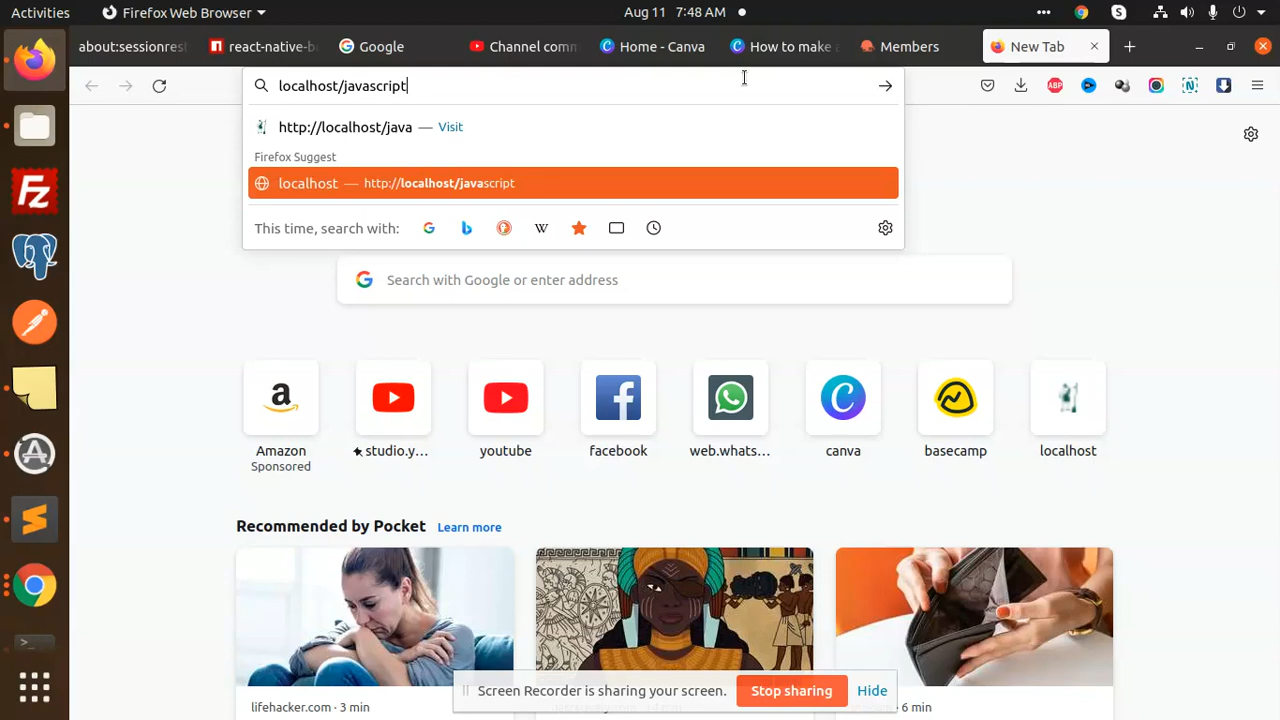 Activities
Firefox Web Browser
Aug 11 7:48 AM
about:sessionrest
react-native-b
Google
Channel comm
Home - Canva
How to make a
Members
New Tab
localhost/javascript
http://localhost/java — Visit
Firefox Suggest
localhost — http://localhost/javascript
This time, search with:
Search with Google or enter address
Amazon
Sponsored
studio.y...
youtube
facebook
web.whats...
canva
basecamp
localhost
Recommended by Pocket Learn more
Screen Recorder is sharing your screen.
Stop sharing
Hide
lifehacker.com · 3 min
6 min